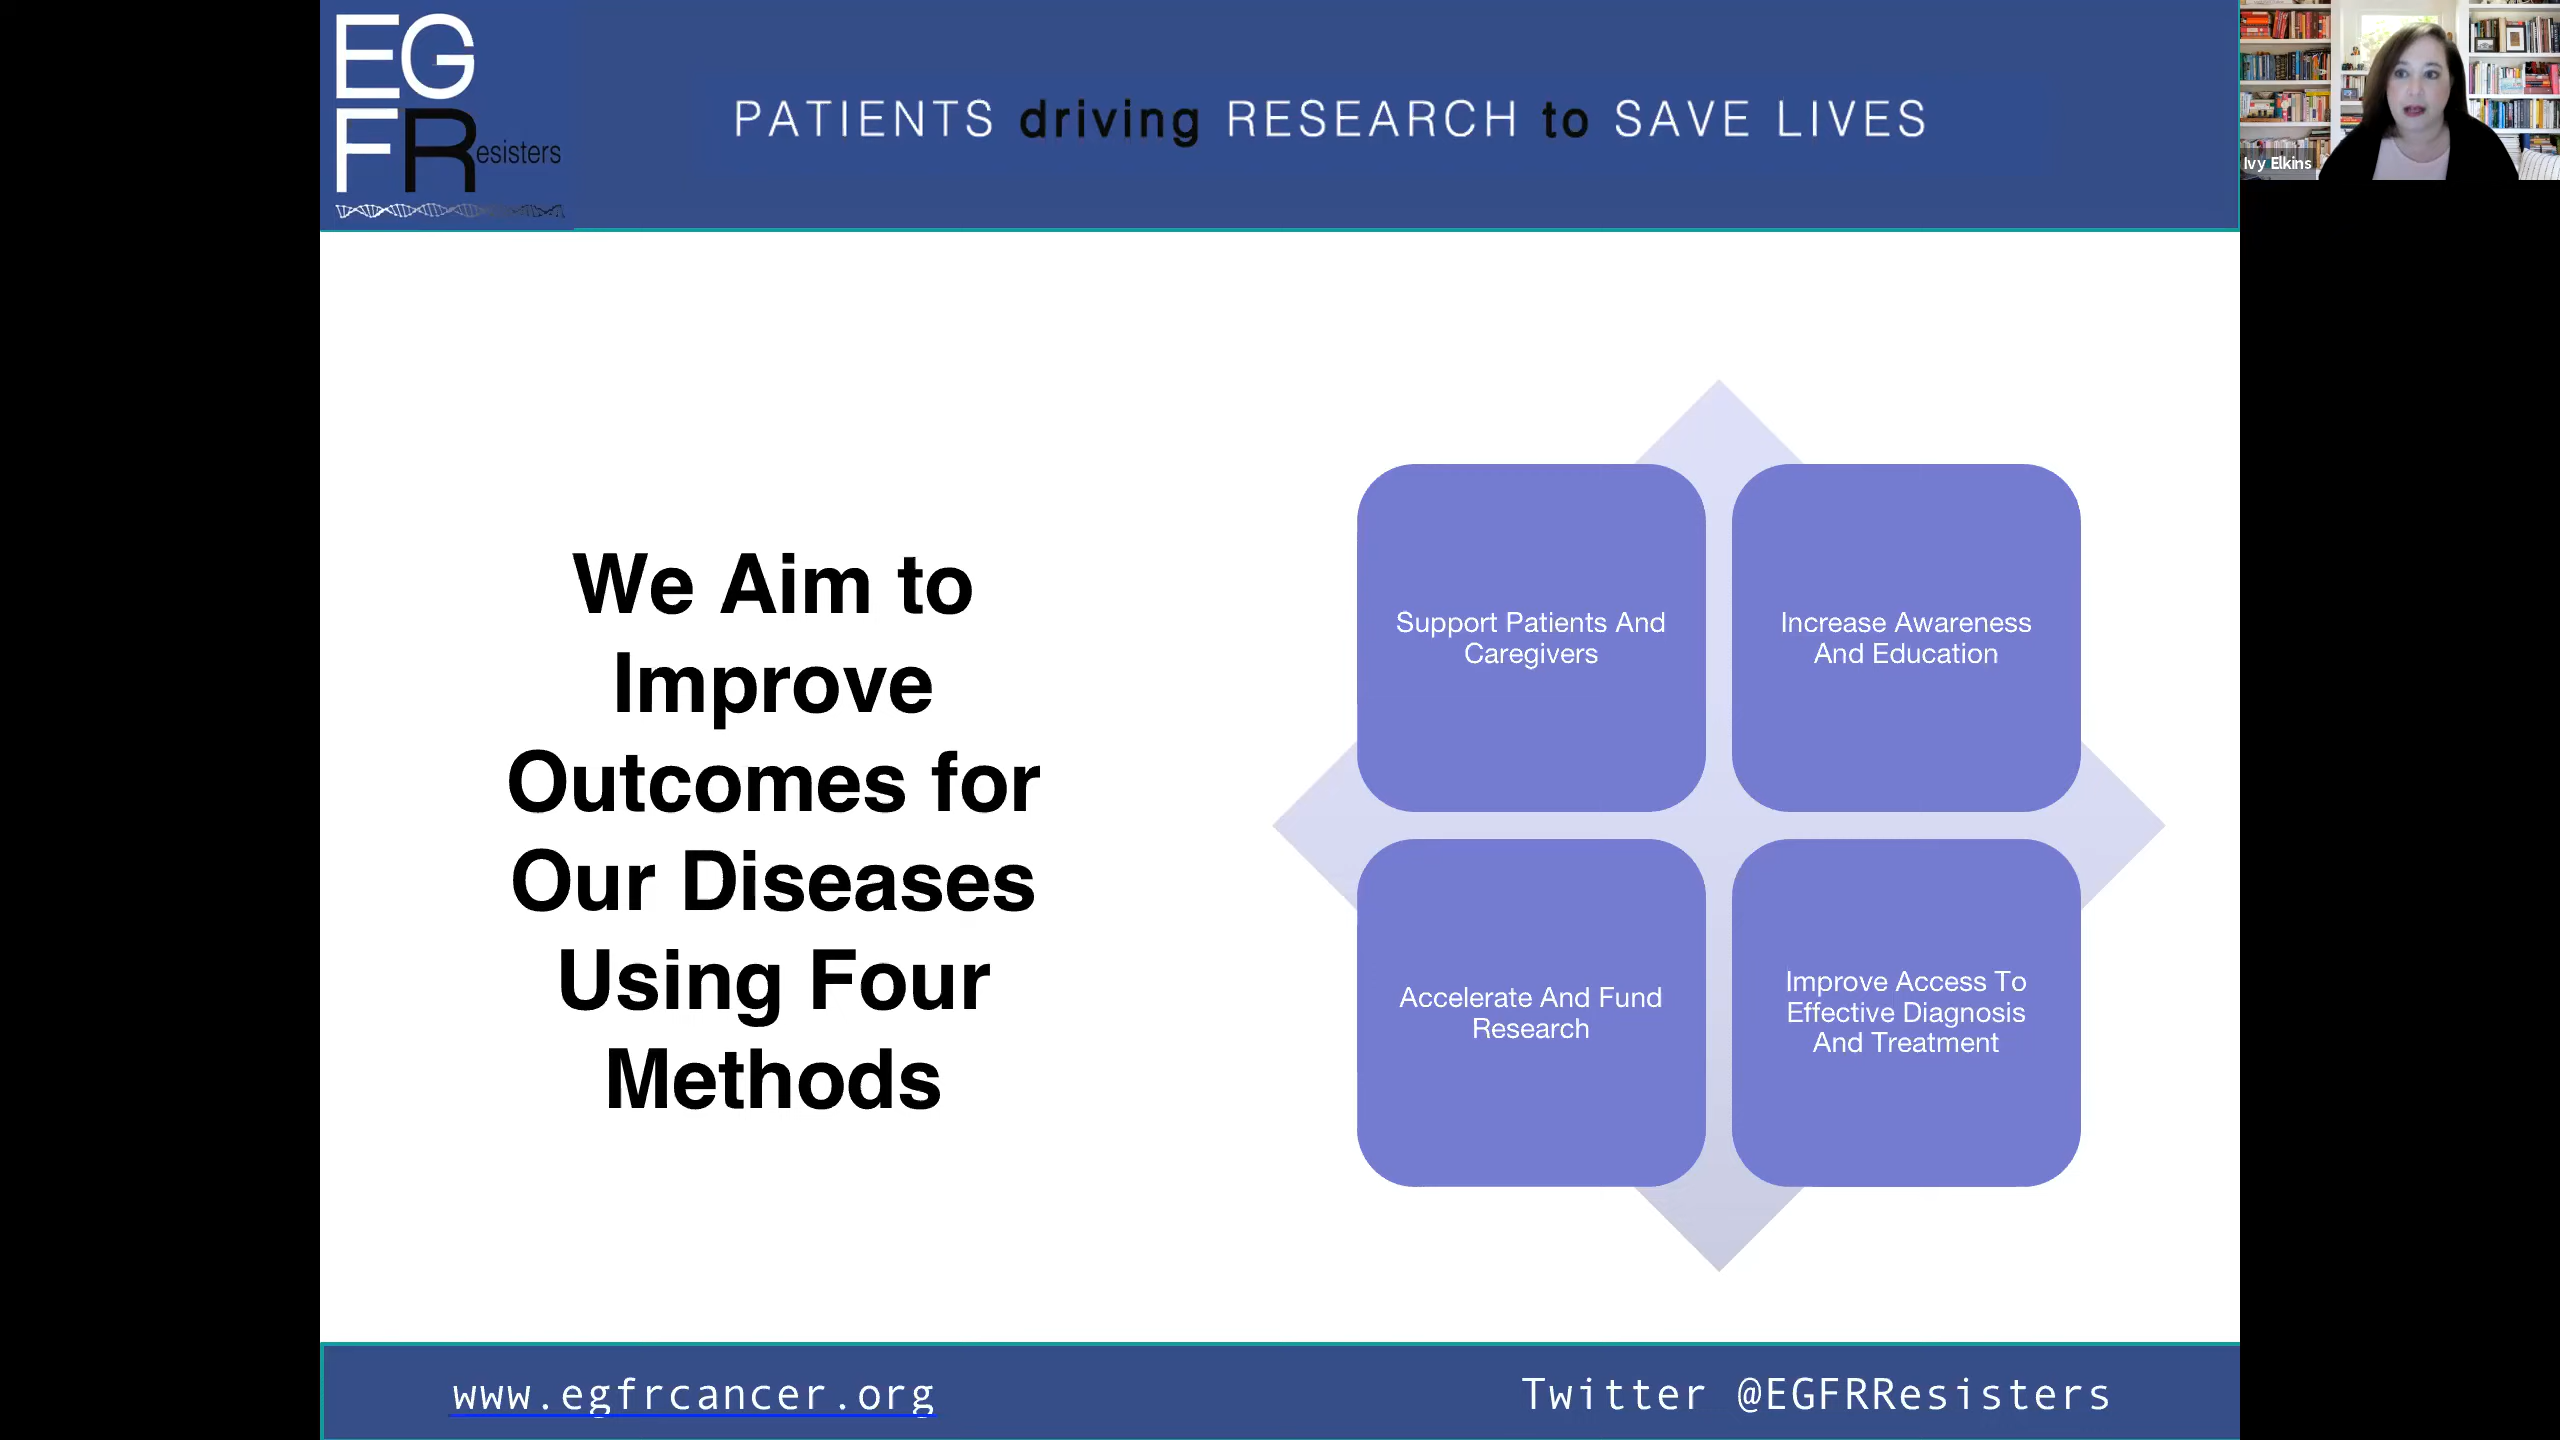 EG
FResisters
PATIENTS driving RESEARCH to SAVE LIVES
Ivy Elkins
We Aim to
Improve
Outcomes for
Our Diseases
Using Four
Methods
Support Patients And
Caregivers
Increase Awareness
And Education
Accelerate And Fund
Research
Improve Access To
Effective Diagnosis
And Treatment
www.egfrcancer.org
Twitter @EGFRResisters